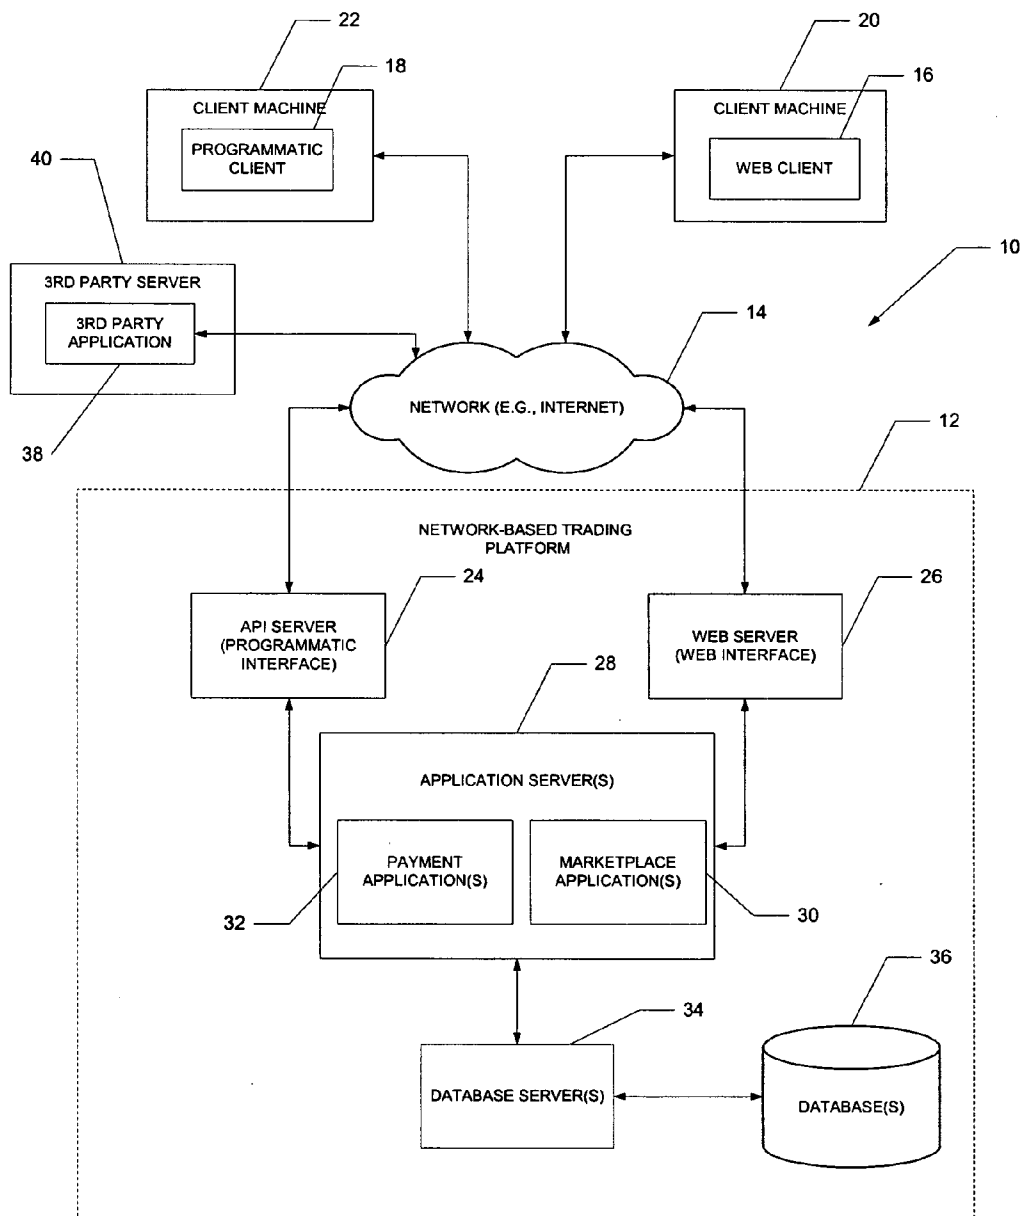 22
20
18
16
CLIENT MACHINE
PROGRAMMATIC
CLIENT
CLIENT MACHINE
WEB CLIENT
40
10
3RD PARTY SERVER
3RD PARTY
APPLICATION
14
38
NETWORK (E.G., INTERNET)
12
NETWORK-BASED TRADING
PLATFORM
24
26
API SERVER
(PROGRAMMATIC
INTERFACE)
WEB SERVER
(WEB INTERFACE)
28
APPLICATION SERVER(S)
PAYMENT
APPLICATION(S)
MARKETPLACE
APPLICATION(S)
32
30
36
34
DATABASE SERVER(S)
DATABASE(S)